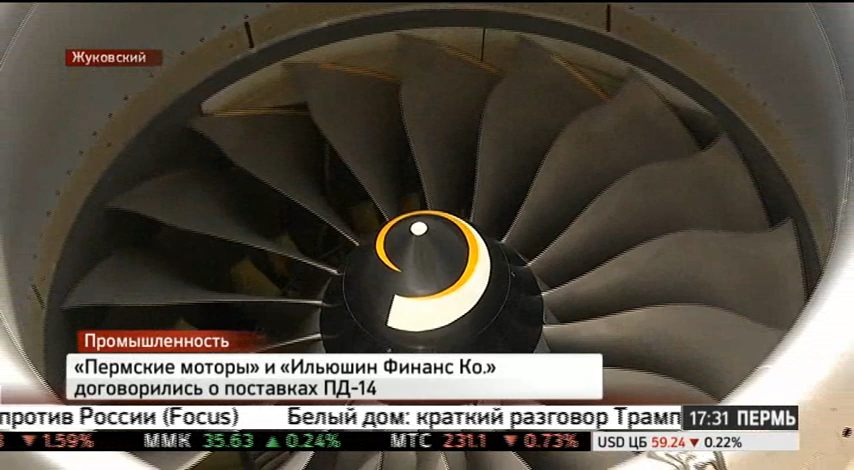 Жуковский
Промышленность
«Пермские моторы» и «Ильюшин Финанс Ко.»
договорились о поставках ПД-14
против России (Focus) Белый дом: краткий разговор Трамп
17:31 ПЕРМЬ
▼ 1.59% ММК 35.63 ▲ 0.24% МТС 231.1 ▼ 0.73%
USD ЦБ 59.24 ▼ 0.22%